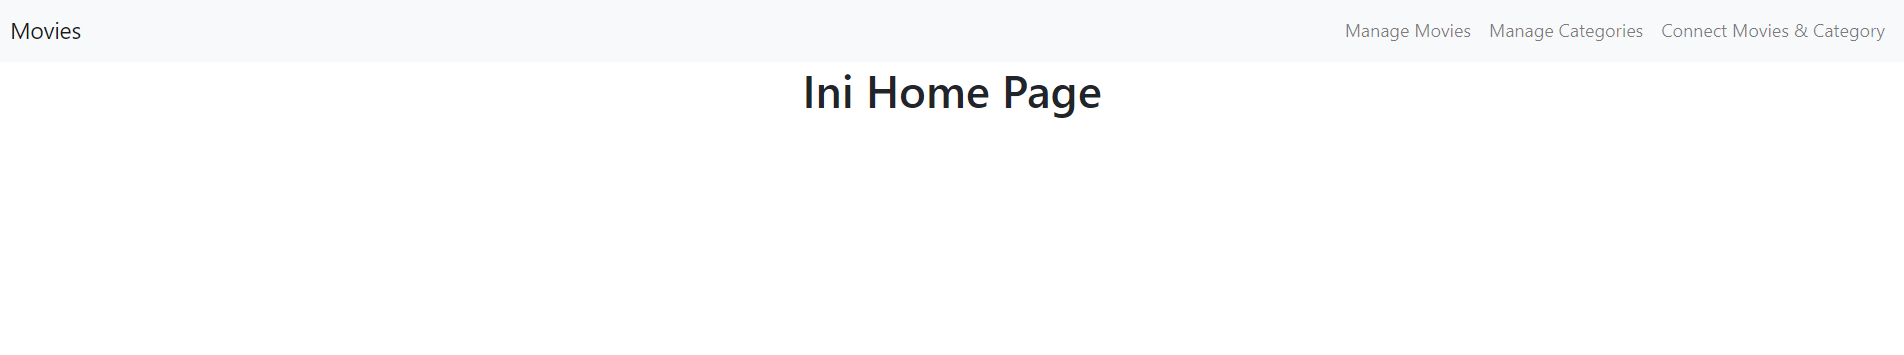 Movies
Manage Movies
Manage Categories
Connect Movies & Category
Ini Home Page